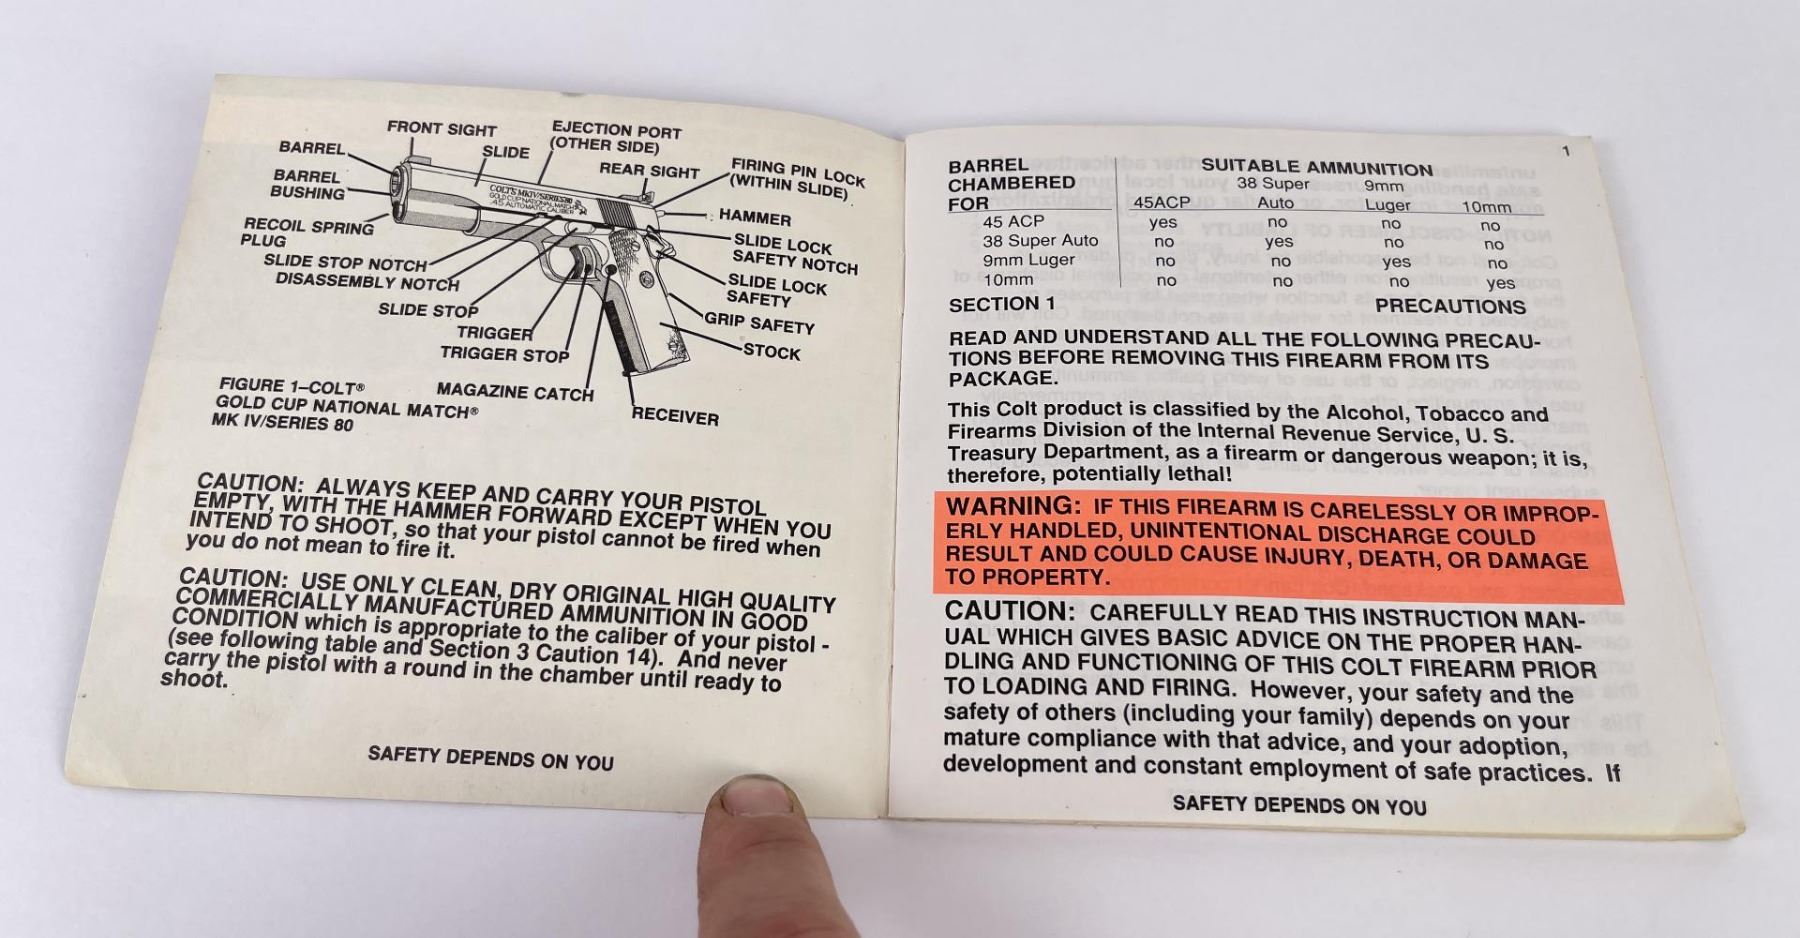 FRONT SIGHT
EJECTION PORT
(OTHER SIDE)
BARREL
SLIDE
REAR SIGHT
FIRING PIN LOCK
(WITHIN SLIDE)
BARREL
BUSHING
COLT'S MKIV/SERIES80
GOLD CUP NATIONAL MATCH
.45 AUTOMATIC CALIBER
HAMMER
RECOIL SPRING
PLUG
SLIDE LOCK
SAFETY NOTCH
SLIDE STOP NOTCH
DISASSEMBLY NOTCH
SLIDE LOCK
SAFETY
SLIDE STOP
GRIP SAFETY
TRIGGER
TRIGGER STOP
STOCK
MAGAZINE CATCH
RECEIVER
FIGURE 1–COLT®
GOLD CUP NATIONAL MATCH®
MK IV/SERIES 80
CAUTION: ALWAYS KEEP AND CARRY YOUR PISTOL
EMPTY, WITH THE HAMMER FORWARD EXCEPT WHEN YOU
INTEND TO SHOOT, so that your pistol cannot be fired when
you do not mean to fire it.
CAUTION: USE ONLY CLEAN, DRY ORIGINAL HIGH QUALITY
COMMERCIALLY MANUFACTURED AMMUNITION IN GOOD
CONDITION which is appropriate to the caliber of your pistol -
(see following table and Section 3 Caution 14). And never
carry the pistol with a round in the chamber until ready to
shoot.
SAFETY DEPENDS ON YOU
1
BARREL SUITABLE AMMUNITION
CHAMBERED 38 Super 9mm
FOR 45ACP Auto Luger 10mm
45 ACP yes no no no
38 Super Auto no yes no no
9mm Luger no no yes no
10mm no no no yes
SECTION 1 PRECAUTIONS
READ AND UNDERSTAND ALL THE FOLLOWING PRECAU-
TIONS BEFORE REMOVING THIS FIREARM FROM ITS
PACKAGE.
This Colt product is classified by the Alcohol, Tobacco and
Firearms Division of the Internal Revenue Service, U. S.
Treasury Department, as a firearm or dangerous weapon; it is,
therefore, potentially lethal!
WARNING: IF THIS FIREARM IS CARELESSLY OR IMPROP-
ERLY HANDLED, UNINTENTIONAL DISCHARGE COULD
RESULT AND COULD CAUSE INJURY, DEATH, OR DAMAGE
TO PROPERTY.
CAUTION: CAREFULLY READ THIS INSTRUCTION MAN-
UAL WHICH GIVES BASIC ADVICE ON THE PROPER HAN-
DLING AND FUNCTIONING OF THIS COLT FIREARM PRIOR
TO LOADING AND FIRING. However, your safety and the
safety of others (including your family) depends on your
mature compliance with that advice, and your adoption,
development and constant employment of safe practices. If
SAFETY DEPENDS ON YOU